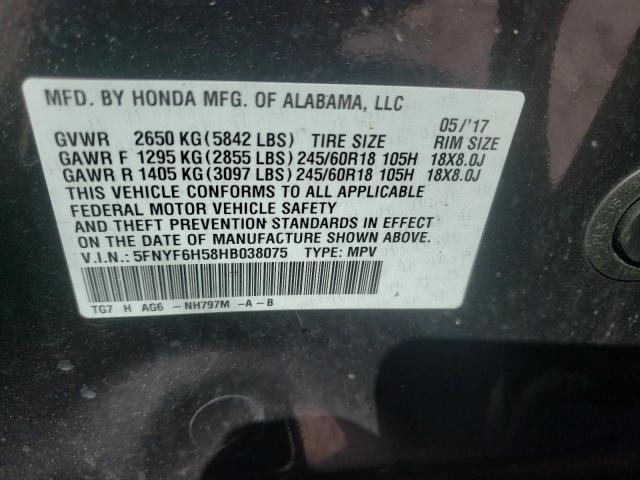 MFD. BY HONDA MFG. OF ALABAMA, LLC
05/'17
GVWR 2650 KG (5842 LBS) TIRE SIZE RIM SIZE
GAWR F 1295 KG (2855 LBS) 245/60R18 105H 18X8.0J
GAWR R 1405 KG (3097 LBS) 245/60R18 105H 18X8.0J
THIS VEHICLE CONFORMS TO ALL APPLICABLE
FEDERAL MOTOR VEHICLE SAFETY
AND THEFT PREVENTION STANDARDS IN EFFECT
ON THE DATE OF MANUFACTURE SHOWN ABOVE.
V.I.N.: 5FNYF6H58HB038075 TYPE: MPV
TG7 H AG6 -NH797M -A-B